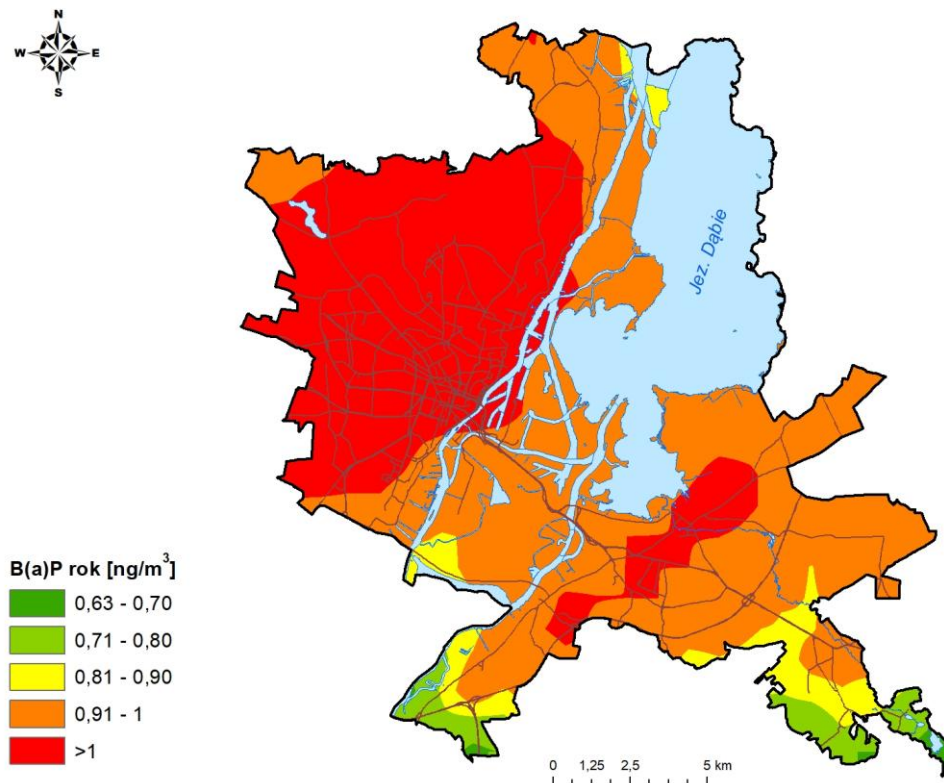 N
W E
S
Jez. Dąbie
B(a)P rok [ng/m³]
0,63 - 0,70
0,71 - 0,80
0,81 - 0,90
0,91 - 1
>1
0 1,25 2,5 5 km